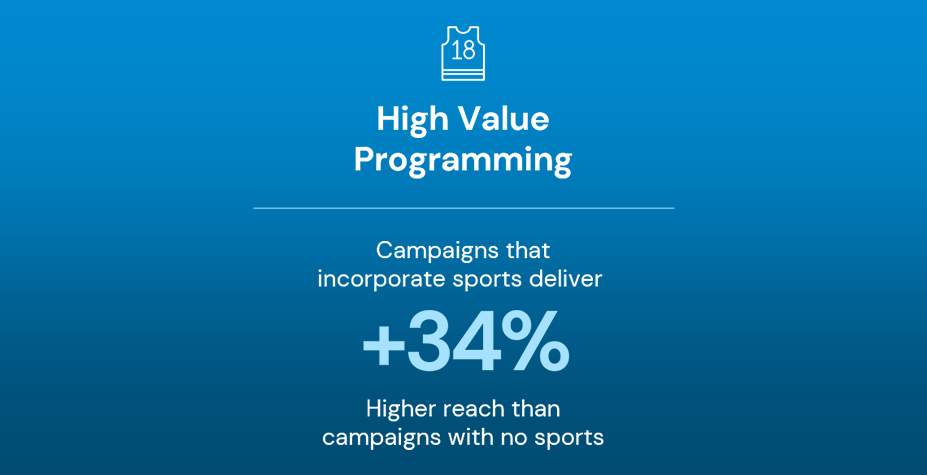 18
High Value
Programming
Campaigns that
incorporate sports deliver
+34%
Higher reach than
campaigns with no sports